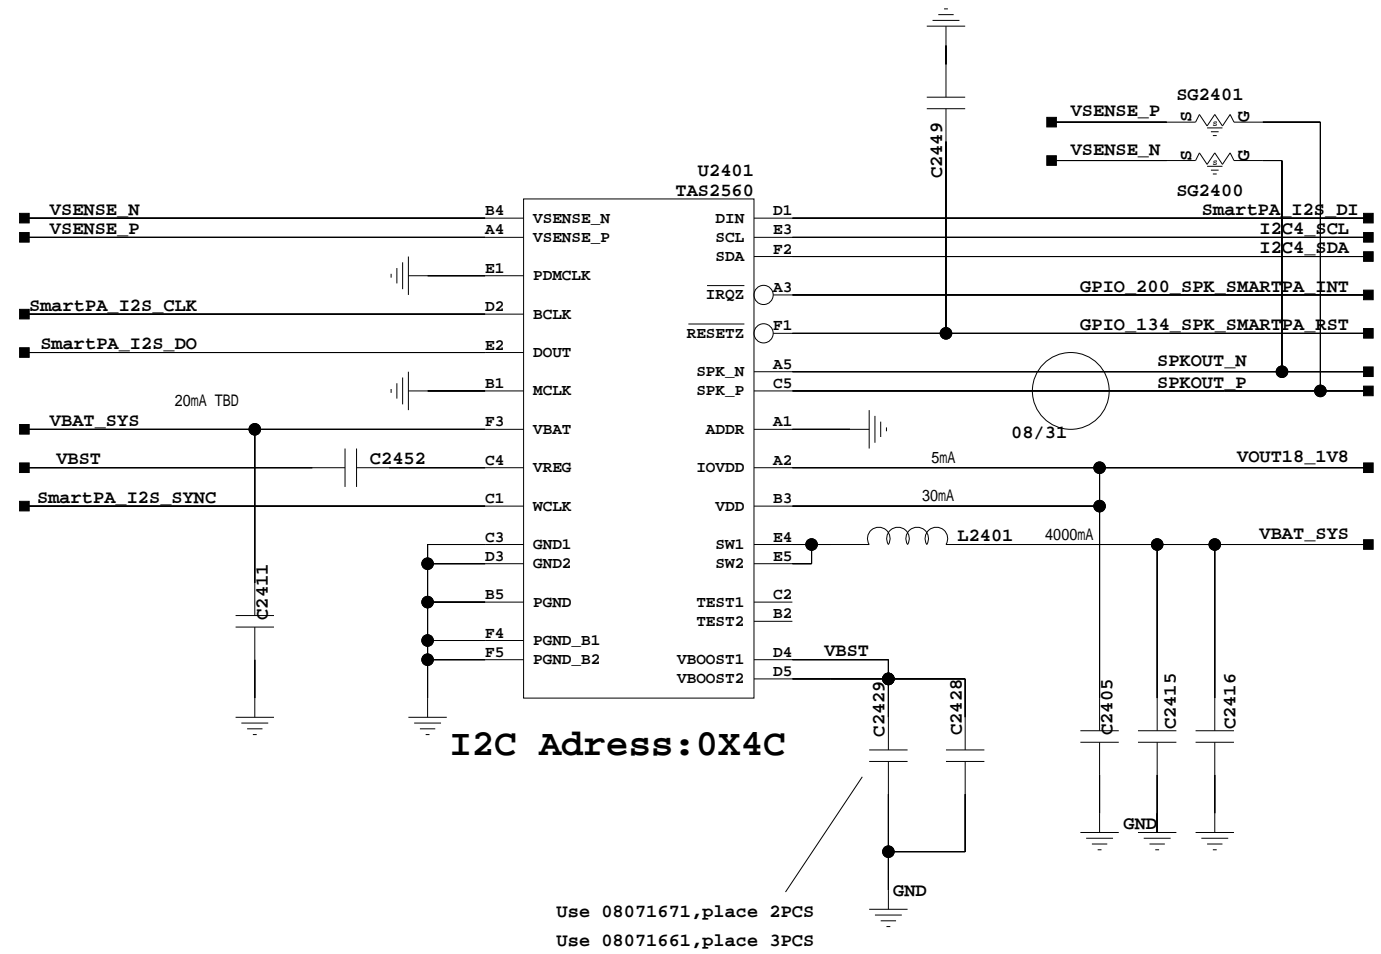 SG2401
VSENSE_P
S
G
C2449
VSENSE_N
S
G
SG2400
U2401
TAS2560
VSENSE_N B4 VSENSE_N DIN D1 SmartPA_I2S_DI
VSENSE_P A4 VSENSE_P SCL E3 I2C4_SCL
SDA F2 I2C4_SDA
E1 PDMCLK
IRQZ A3 GPIO_200_SPK_SMARTPA_INT
SmartPA_I2S_CLK D2 BCLK
RESETZ F1 GPIO_134_SPK_SMARTPA_RST
SmartPA_I2S_DO E2 DOUT
SPK_N A5 SPKOUT_N
B1 MCLK SPK_P C5 SPKOUT_P
20mA TBD
VBAT_SYS F3 VBAT ADDR A1 08/31
VBST C2452 C4 VREG IOVDD A2 5mA VOUT18_1V8
SmartPA_I2S_SYNC C1 WCLK VDD B3 30mA
C3 GND1 SW1 E4 L2401 4000mA VBAT_SYS
D3 GND2 SW2 E5
C2411
B5 PGND TEST1 C2
TEST2 B2
F4 PGND_B1
F5 PGND_B2 VBOOST1 D4 VBST
VBOOST2 D5
C2429
C2428
C2405
C2415
C2416
I2C Adress:0X4C
GND
GND
Use 08071671,place 2PCS
Use 08071661,place 3PCS